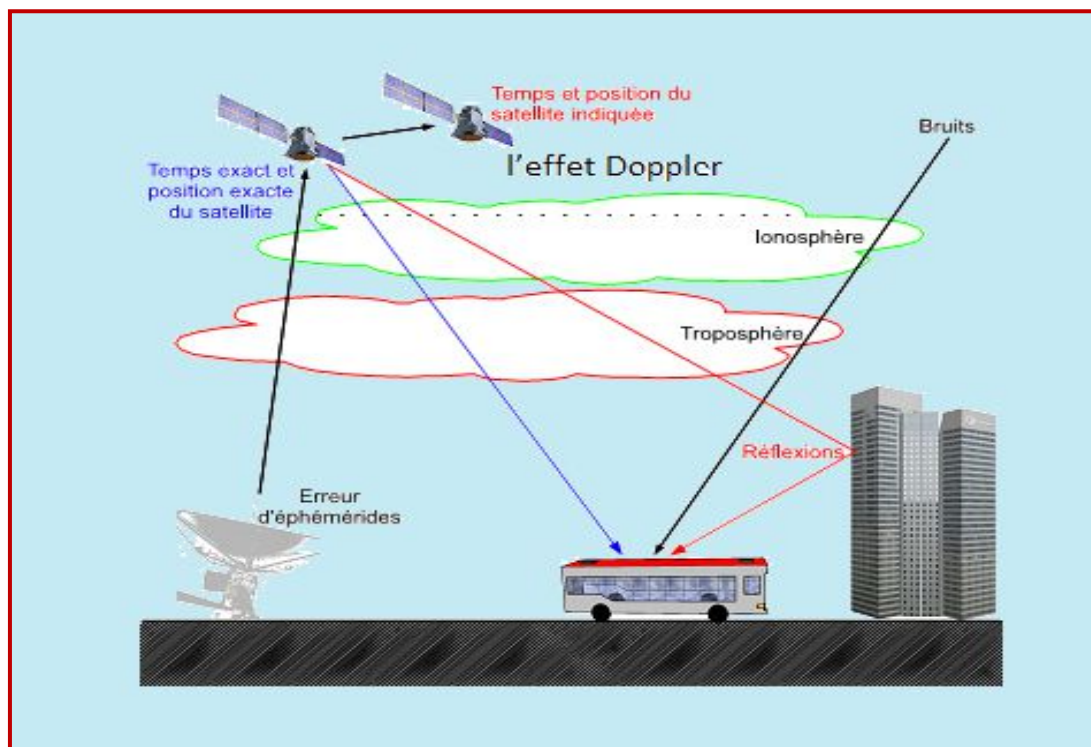 Temps et position du
satellite indiquée
Bruits
l'effet Doppler
Temps exact et
position exacte
du satellite
Ionosphère
Troposphère
Réflexions
Erreur
d'éphémérides